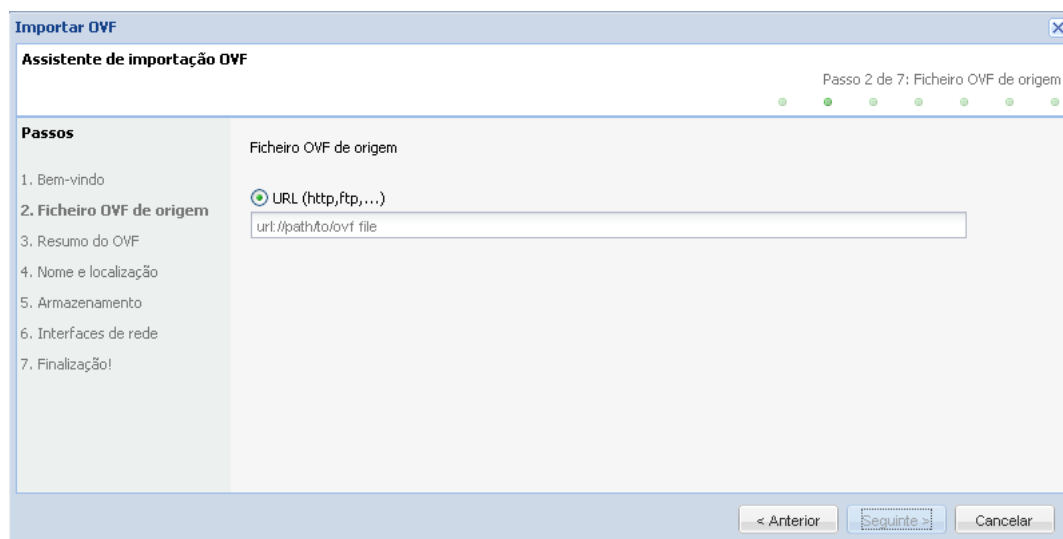 Importar OVF
Assistente de importação OVF
Passo 2 de 7: Ficheiro OVF de origem
Passos
1. Bem-vindo
2. Ficheiro OVF de origem
3. Resumo do OVF
4. Nome e localização
5. Armazenamento
6. Interfaces de rede
7. Finalização!
Ficheiro OVF de origem
URL (http,ftp,...)
url://path/to/ovf file
< Anterior
Seguinte >
Cancelar